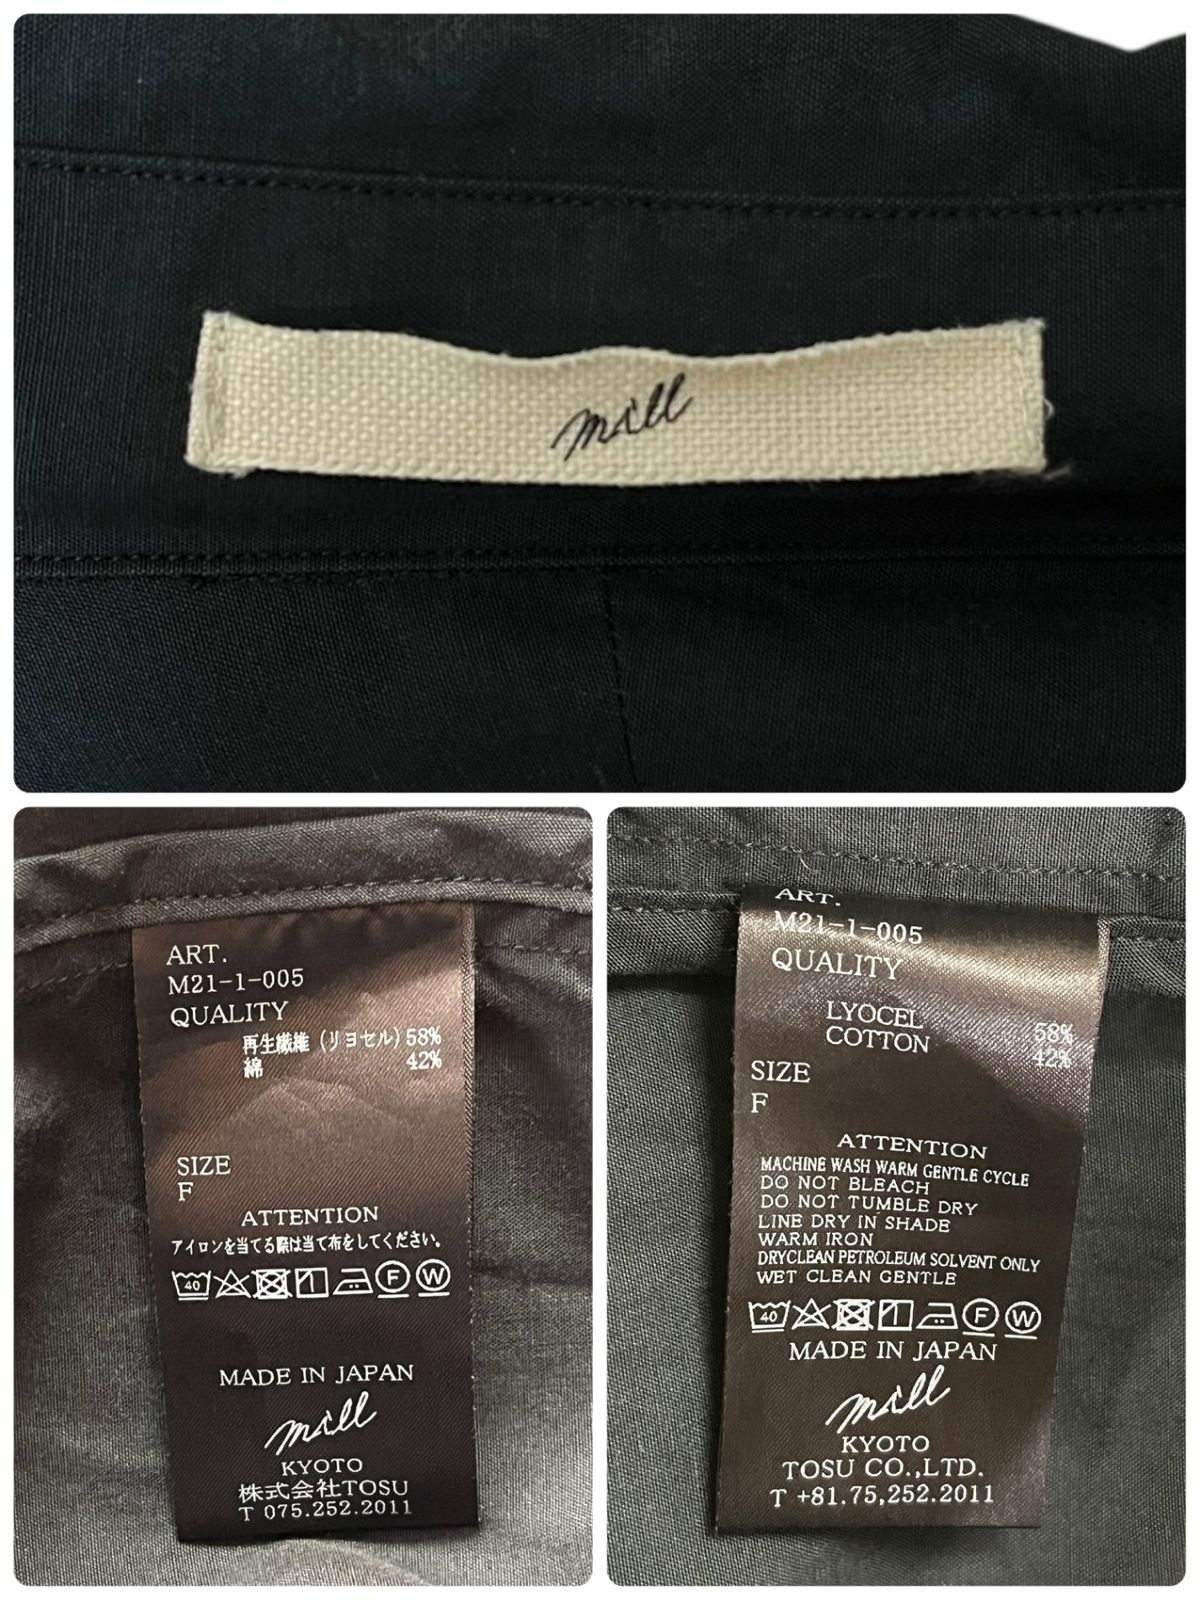 mill
ART.
M21-1-005
QUALITY
再生繊維(リヨセル)58%
綿 42%
SIZE
F
ATTENTION
アイロンを当てる際は当て布をしてください。
40 F W
MADE IN JAPAN
mill
KYOTO
株式会社TOSU
T 075.252.2011
ART.
M21-1-005
QUALITY
LYOCEL 58%
COTTON 42%
SIZE
F
ATTENTION
MACHINE WASH WARM GENTLE CYCLE
DO NOT BLEACH
DO NOT TUMBLE DRY
LINE DRY IN SHADE
WARM IRON
DRYCLEAN PETROLEUM SOLVENT ONLY
WET CLEAN GENTLE
40 F W
MADE IN JAPAN
mill
KYOTO
TOSU CO.,LTD.
T +81.75,252.2011